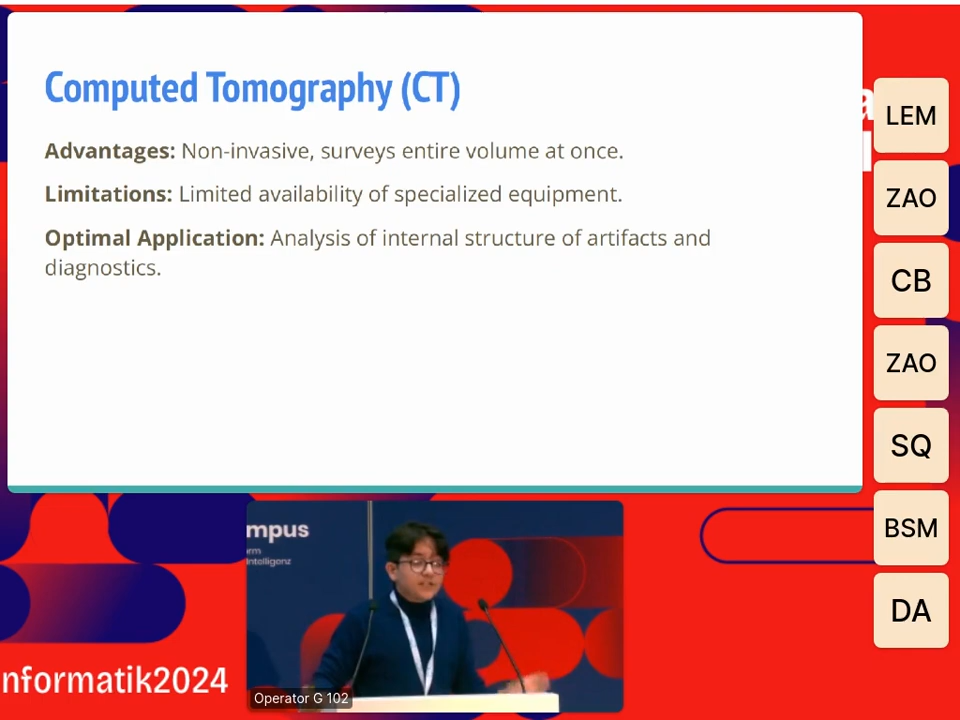 Computed Tomography (CT)
Advantages: Non-invasive, surveys entire volume at once.
Limitations: Limited availability of specialized equipment.
Optimal Application: Analysis of internal structure of artifacts and
diagnostics.
LEM
ZAO
CB
ZAO
SQ
BSM
DA
mpus
orm
Intelligenz
Operator G 102
nformatik2024